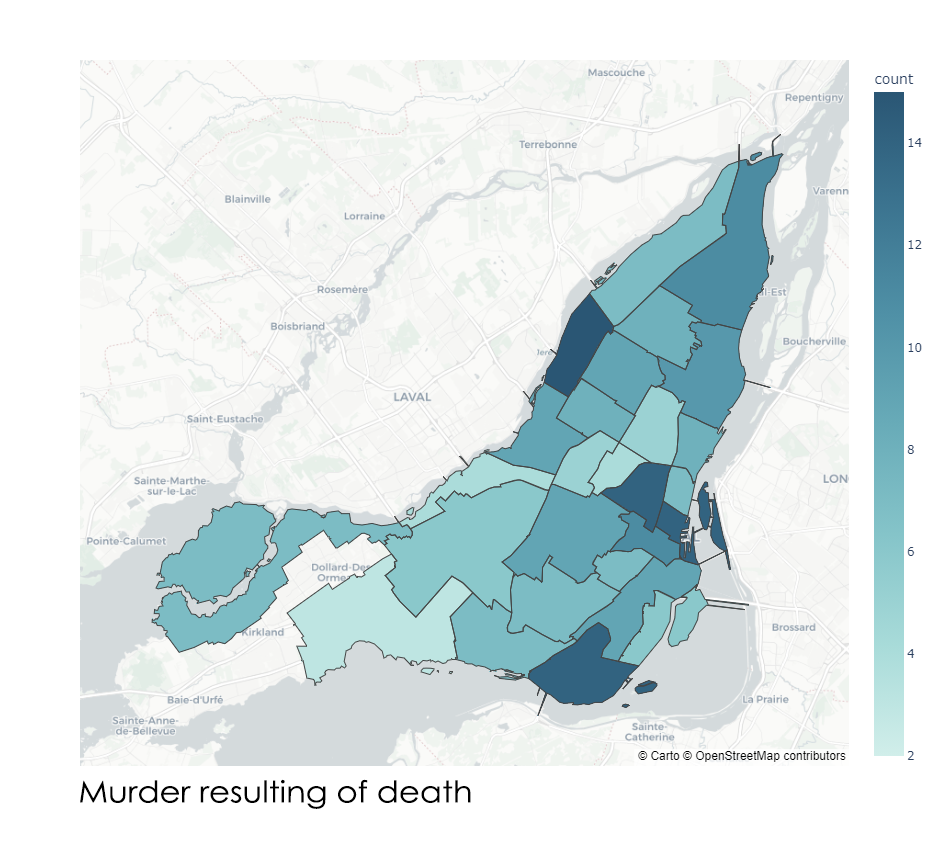 Mascouche
count
Repentigny
14
Terrebonne
Varenn
Blainville
Lorraine
12
Rosemère
l-Est
Boisbriand
Boucherville
10
LAVAL
Saint-Eustache
8
Sainte-Marthe-
sur-le-Lac
LON
Pointe-Calumet
6
Dollard-Des
Orme
Kirkland
Brossard
4
Baie-d'Urfé
La Prairie
Sainte-Anne-
de-Bellevue
Sainte-
Catherine
© Carto © OpenStreetMap contributors
2
Murder resulting of death